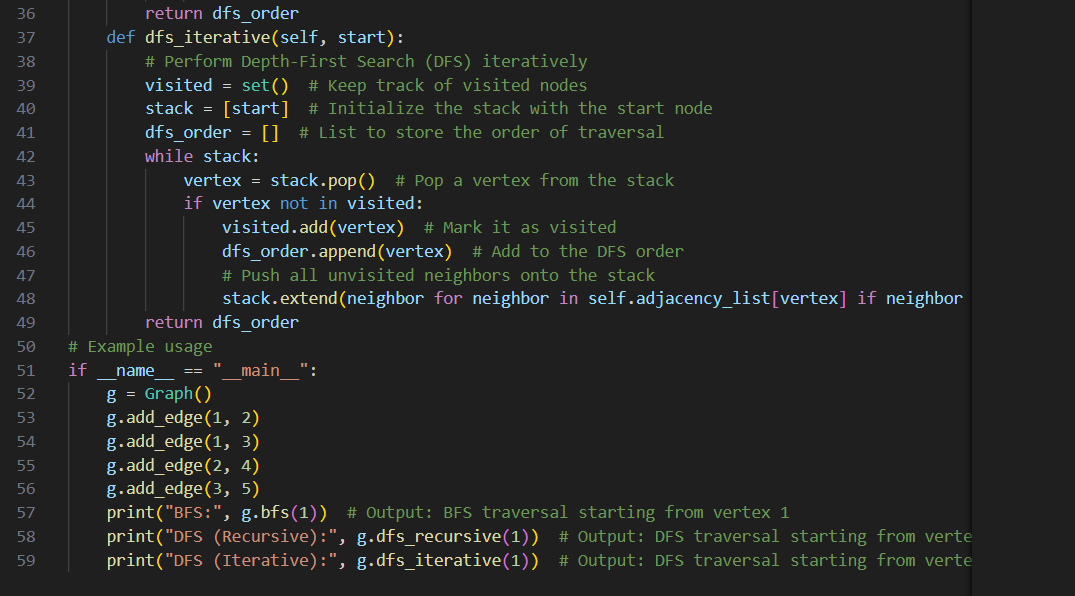 36 return dfs_order
37 def dfs_iterative(self, start):
38 # Perform Depth-First Search (DFS) iteratively
39 visited = set()  # Keep track of visited nodes
40 stack = [start]  # Initialize the stack with the start node
41 dfs_order = []  # List to store the order of traversal
42 while stack:
43 vertex = stack.pop()  # Pop a vertex from the stack
44 if vertex not in visited:
45 visited.add(vertex)  # Mark it as visited
46 dfs_order.append(vertex)  # Add to the DFS order
47 # Push all unvisited neighbors onto the stack
48 stack.extend(neighbor for neighbor in self.adjacency_list[vertex] if neighbor
49 return dfs_order
50 # Example usage
51 if __name__ == "__main__":
52 g = Graph()
53 g.add_edge(1, 2)
54 g.add_edge(1, 3)
55 g.add_edge(2, 4)
56 g.add_edge(3, 5)
57 print("BFS:", g.bfs(1))  # Output: BFS traversal starting from vertex 1
58 print("DFS (Recursive):", g.dfs_recursive(1))  # Output: DFS traversal starting from verte
59 print("DFS (Iterative):", g.dfs_iterative(1))  # Output: DFS traversal starting from verte